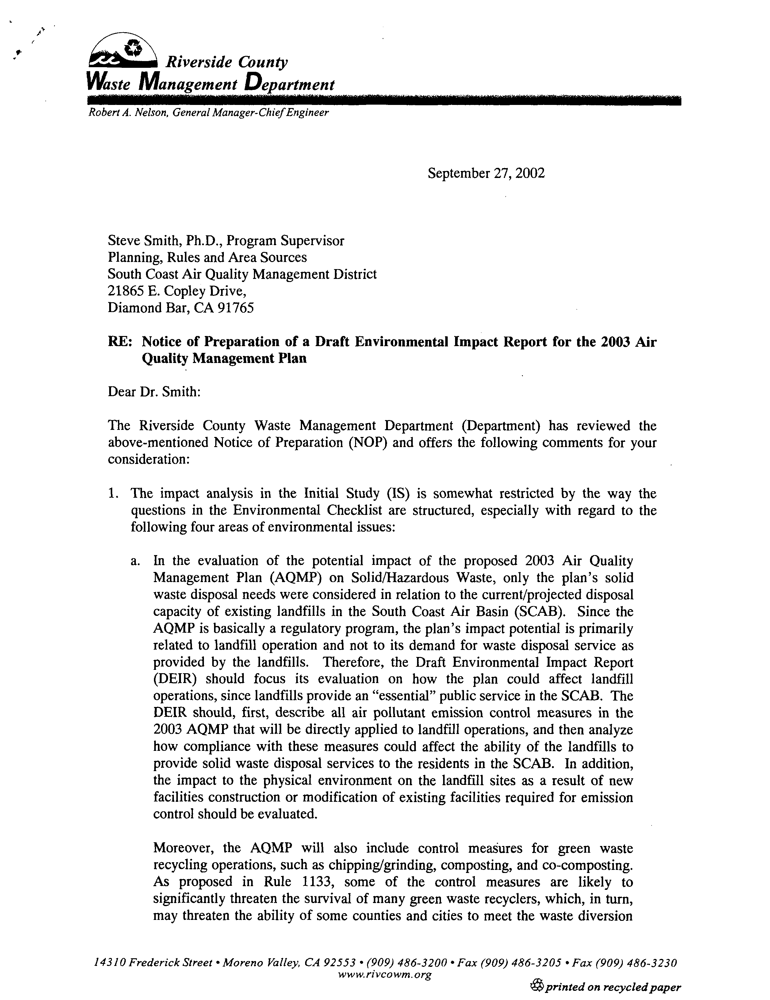 Riverside County
Waste Management Department
Robert A. Nelson, General Manager-Chief Engineer
September 27, 2002
Steve Smith, Ph.D., Program Supervisor
Planning, Rules and Area Sources
South Coast Air Quality Management District
21865 E. Copley Drive,
Diamond Bar, CA 91765
RE: Notice of Preparation of a Draft Environmental Impact Report for the 2003 Air
Quality Management Plan
Dear Dr. Smith:
The Riverside County Waste Management Department (Department) has reviewed the
above-mentioned Notice of Preparation (NOP) and offers the following comments for your
consideration:
1. The impact analysis in the Initial Study (IS) is somewhat restricted by the way the
questions in the Environmental Checklist are structured, especially with regard to the
following four areas of environmental issues:
a. In the evaluation of the potential impact of the proposed 2003 Air Quality
Management Plan (AQMP) on Solid/Hazardous Waste, only the plan's solid
waste disposal needs were considered in relation to the current/projected disposal
capacity of existing landfills in the South Coast Air Basin (SCAB). Since the
AQMP is basically a regulatory program, the plan's impact potential is primarily
related to landfill operation and not to its demand for waste disposal service as
provided by the landfills. Therefore, the Draft Environmental Impact Report
(DEIR) should focus its evaluation on how the plan could affect landfill
operations, since landfills provide an "essential" public service in the SCAB. The
DEIR should, first, describe all air pollutant emission control measures in the
2003 AQMP that will be directly applied to landfill operations, and then analyze
how compliance with these measures could affect the ability of the landfills to
provide solid waste disposal services to the residents in the SCAB. In addition,
the impact to the physical environment on the landfill sites as a result of new
facilities construction or modification of existing facilities required for emission
control should be evaluated.
Moreover, the AQMP will also include control measures for green waste
recycling operations, such as chipping/grinding, composting, and co-composting.
As proposed in Rule 1133, some of the control measures are likely to
significantly threaten the survival of many green waste recyclers, which, in turn,
may threaten the ability of some counties and cities to meet the waste diversion
14310 Frederick Street • Moreno Valley, CA 92553 • (909) 486-3200 • Fax (909) 486-3205 • Fax (909) 486-3230
www.rivcowm.org
printed on recycled paper